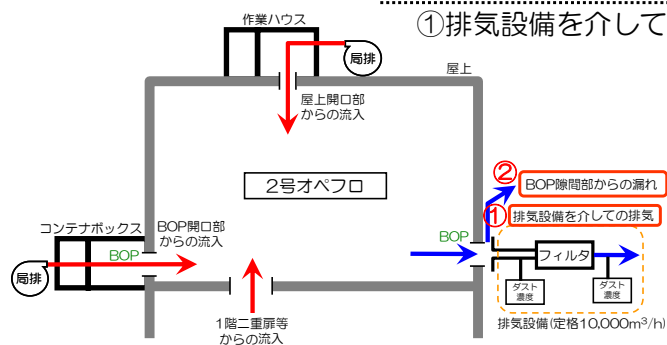 ①排気設備を介して
作業ハウス
局排
屋上
屋上開口部
からの流入
2号オペフロ
②
BOP隙間部からの漏れ
①
排気設備を介しての排気
コンテナボックス
BOP開口部
からの流入
BOP
局排
BOP
フィルタ
ダスト
濃度
ダスト
濃度
1階二重扉等
からの流入
排気設備(定格10,000m³/h)